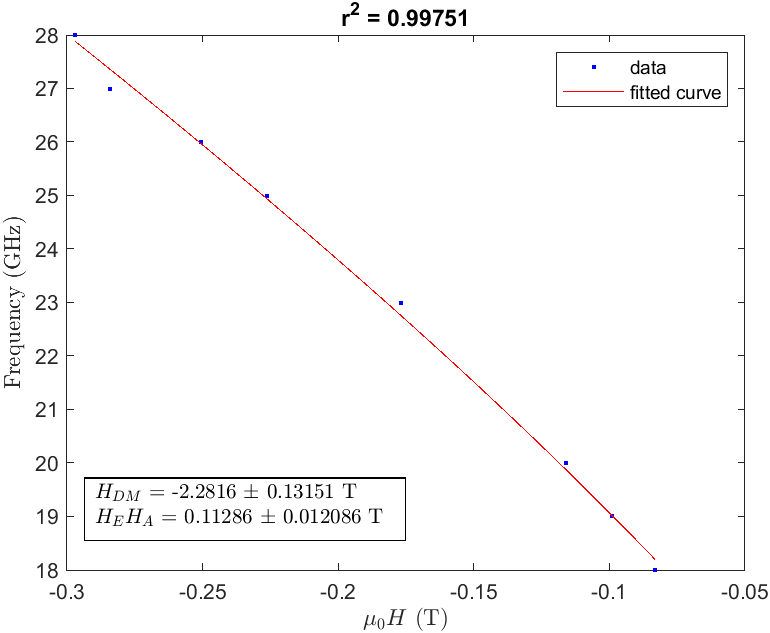 r² = 0.99751
28
27
26
25
24
23
22
21
20
19
18
Frequency (GHz)
data
fitted curve
H_{DM} = -2.2816 ± 0.13151 T
H_E H_A = 0.11286 ± 0.012086 T
-0.3 -0.25 -0.2 -0.15 -0.1 -0.05
μ₀H (T)